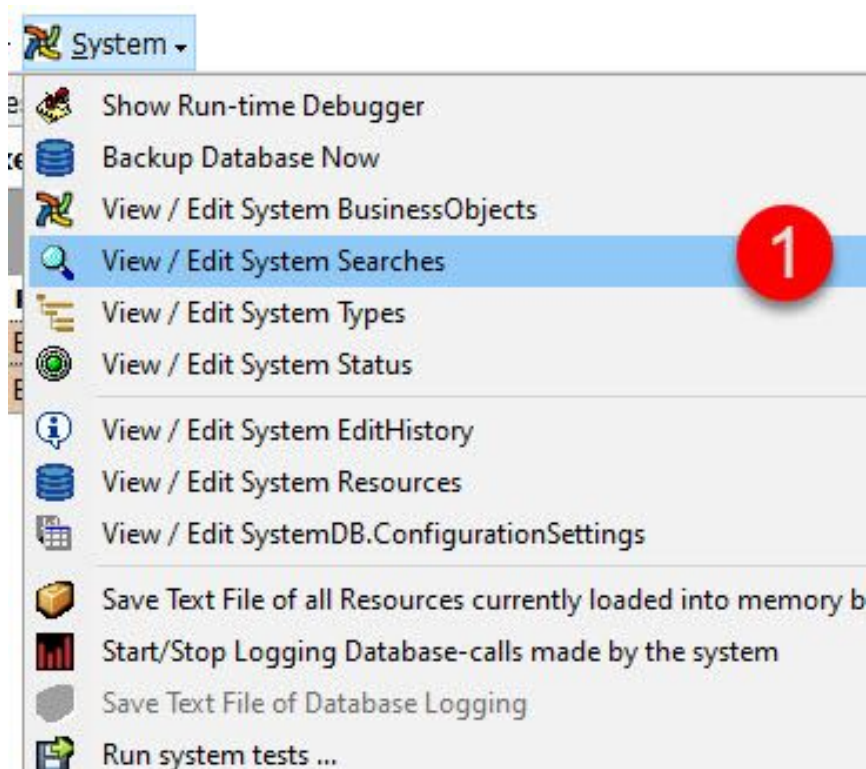 System
Show Run-time Debugger
Backup Database Now
View / Edit System BusinessObjects
View / Edit System Searches
1
View / Edit System Types
View / Edit System Status
View / Edit System EditHistory
View / Edit System Resources
View / Edit SystemDB.ConfigurationSettings
Save Text File of all Resources currently loaded into memory b
Start/Stop Logging Database-calls made by the system
Save Text File of Database Logging
Run system tests ...